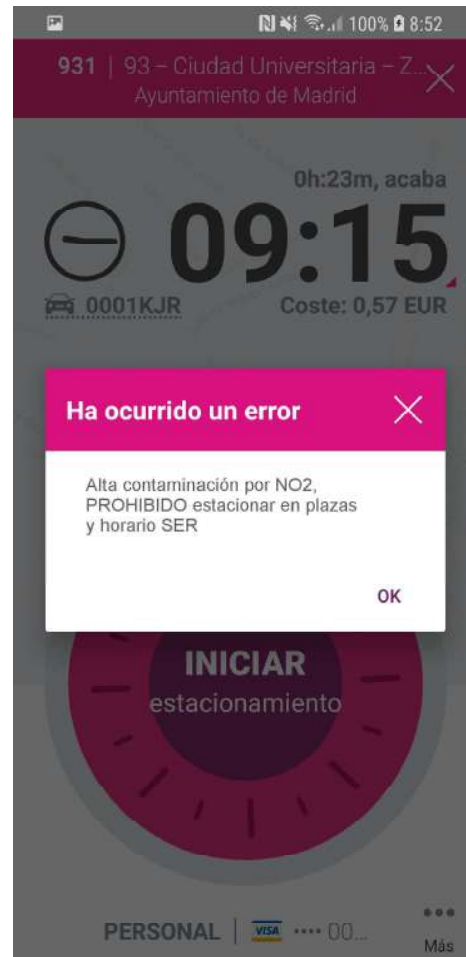 100% 8:52
931 | 93 – Ciudad Universitaria – Z...
Ayuntamiento de Madrid
0h:23m, acaba
09:15
0001KJR Coste: 0,57 EUR
Ha ocurrido un error
Alta contaminación por NO2,
PROHIBIDO estacionar en plazas
y horario SER
OK
INICIAR
estacionamiento
PERSONAL | VISA •••• 00...
Más